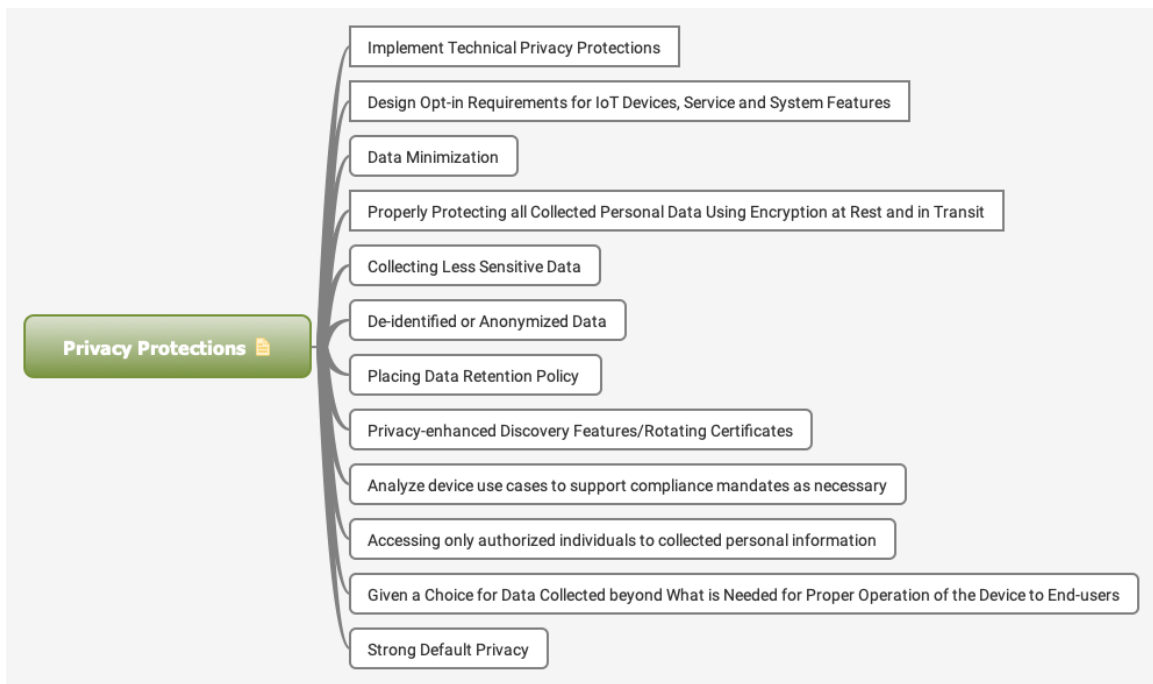 Implement Technical Privacy Protections
Design Opt-in Requirements for IoT Devices, Service and System Features
Data Minimization
Properly Protecting all Collected Personal Data Using Encryption at Rest and in Transit
Collecting Less Sensitive Data
De-identified or Anonymized Data
Privacy Protections
Placing Data Retention Policy
Privacy-enhanced Discovery Features/Rotating Certificates
Analyze device use cases to support compliance mandates as necessary
Accessing only authorized individuals to collected personal information
Given a Choice for Data Collected beyond What is Needed for Proper Operation of the Device to End-users
Strong Default Privacy